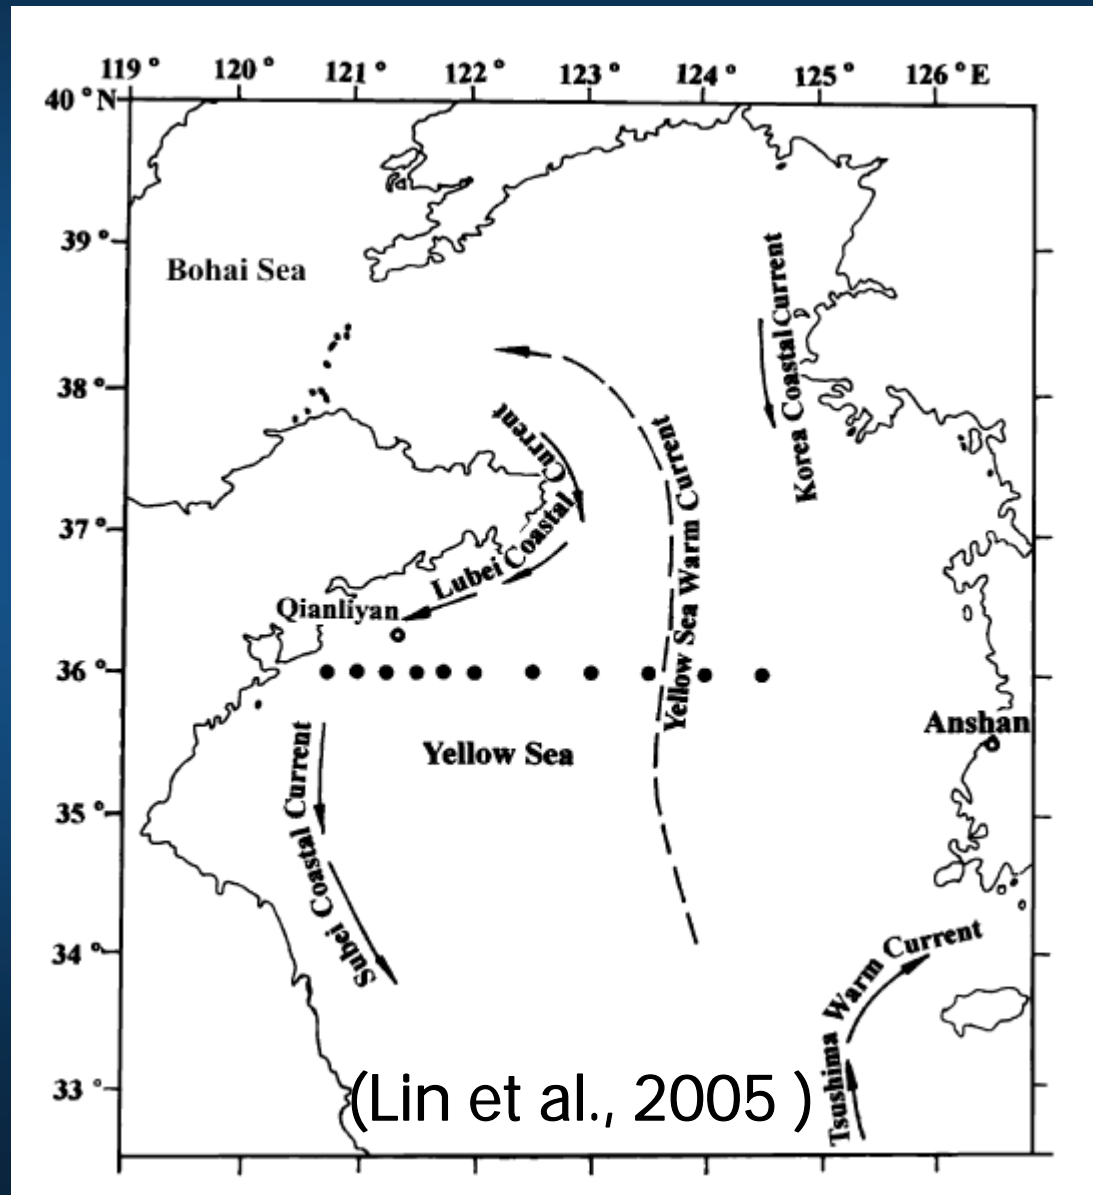 119° 120° 121° 122° 123° 124° 125° 126°E
40°N
39°
Bohai Sea
Korea Coastal Current
38°
Yellow Sea Warm Current
37°
Lubei Coastal Current
Qianliyan
36°
Anshan
Yellow Sea
Subei Coastal Current
35°
34°
Tsushima Warm Current
33°
(Lin et al., 2005 )